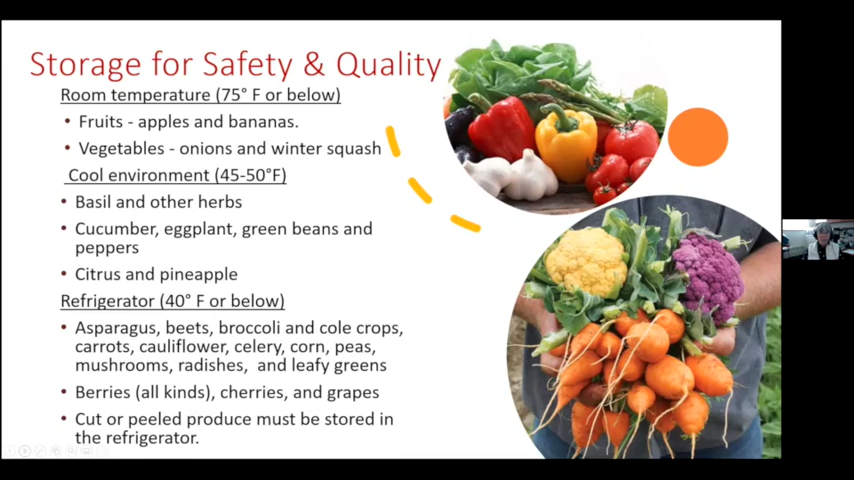 Storage for Safety & Quality
Room temperature (75° F or below)
• Fruits - apples and bananas.
• Vegetables - onions and winter squash
Cool environment (45-50°F)
• Basil and other herbs
• Cucumber, eggplant, green beans and
peppers
• Citrus and pineapple
Refrigerator (40° F or below)
• Asparagus, beets, broccoli and cole crops,
carrots, cauliflower, celery, corn, peas,
mushrooms, radishes, and leafy greens
• Berries (all kinds), cherries, and grapes
• Cut or peeled produce must be stored in
the refrigerator.